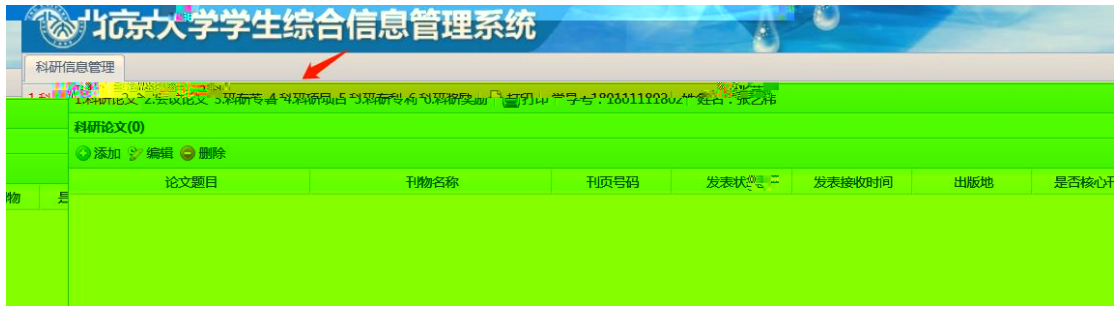 北京大学学生综合信息管理系统
科研信息管理
1.科研论文 2.会议论文 3.科研专著 4.科研项目 5.科研专利 6.科研奖励 打印 学号:1801111802 姓名:
科研论文(0)
添加 编辑 删除
物 是 论文题目 刊物名称 刊页号码 发表状 发表接收时间 出版地 是否核心刊